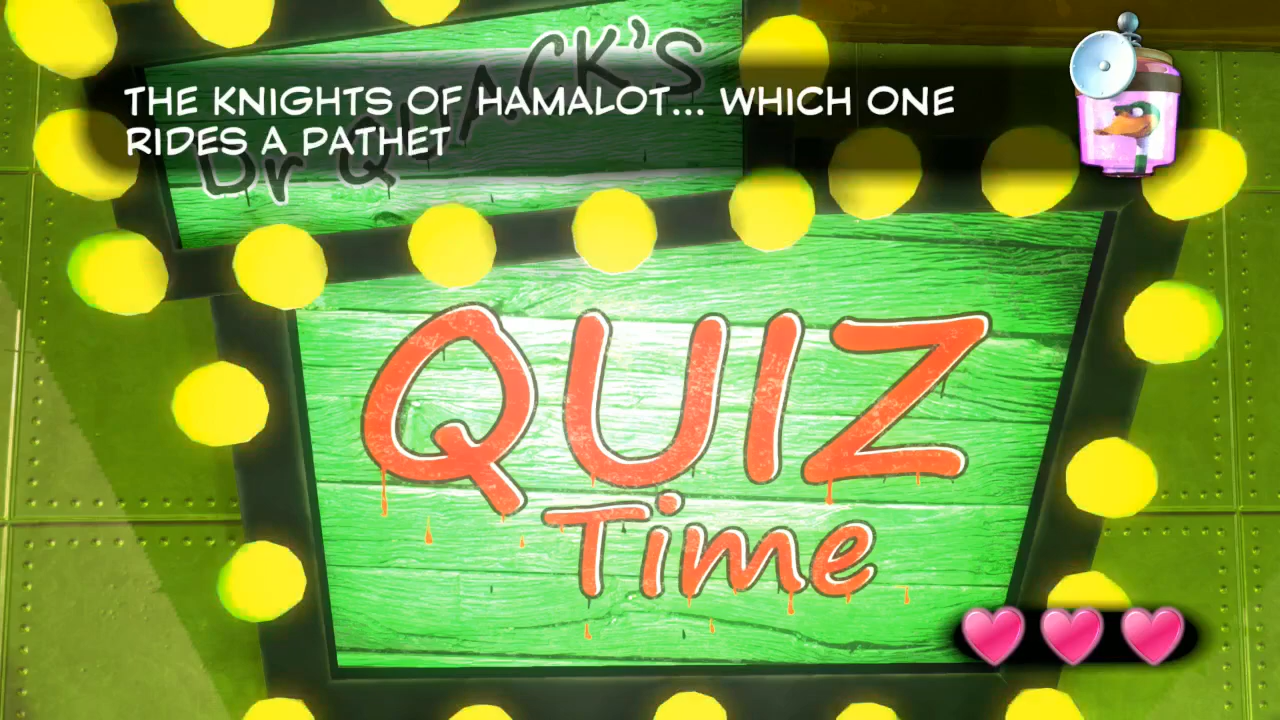 THE KNIGHTS OF HAMALOT... WHICH ONE
RIDES A PATHET
Dr QUACK'S
QUIZ
Time